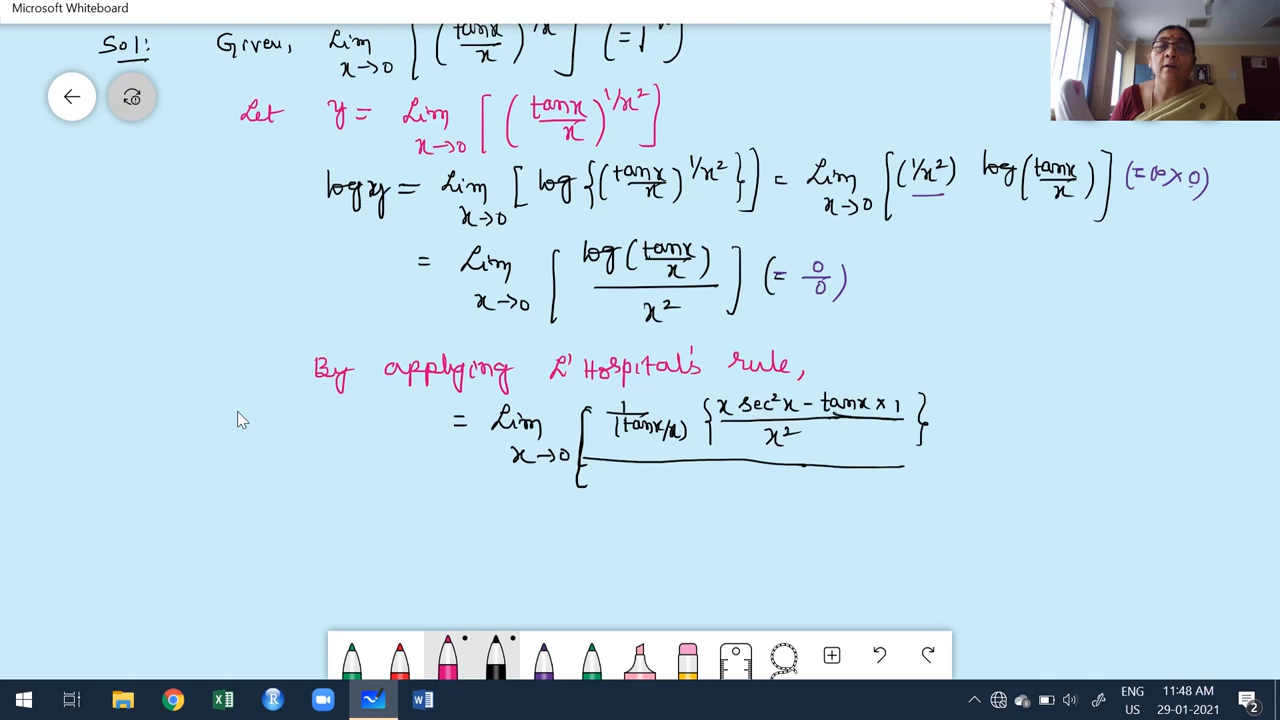 Microsoft Whiteboard
Sol: Given, Lim x→0 [(tanx/x)
Let y = Lim x→0 [(tanx/x)^1/x²]
log y = Lim x→0 [log{(tanx/x)^1/x²}] = Lim x→0 [(1/x²) log(tanx/x)] (=∞×0)
= Lim x→0 [log(tanx/x) / x²] (= 0/0)
By applying L' Hospital's rule,
= Lim x→0 [1/(tanx/x) {x sec²x - tanx × 1 / x²}
ENG
US
11:48 AM
29-01-2021
2